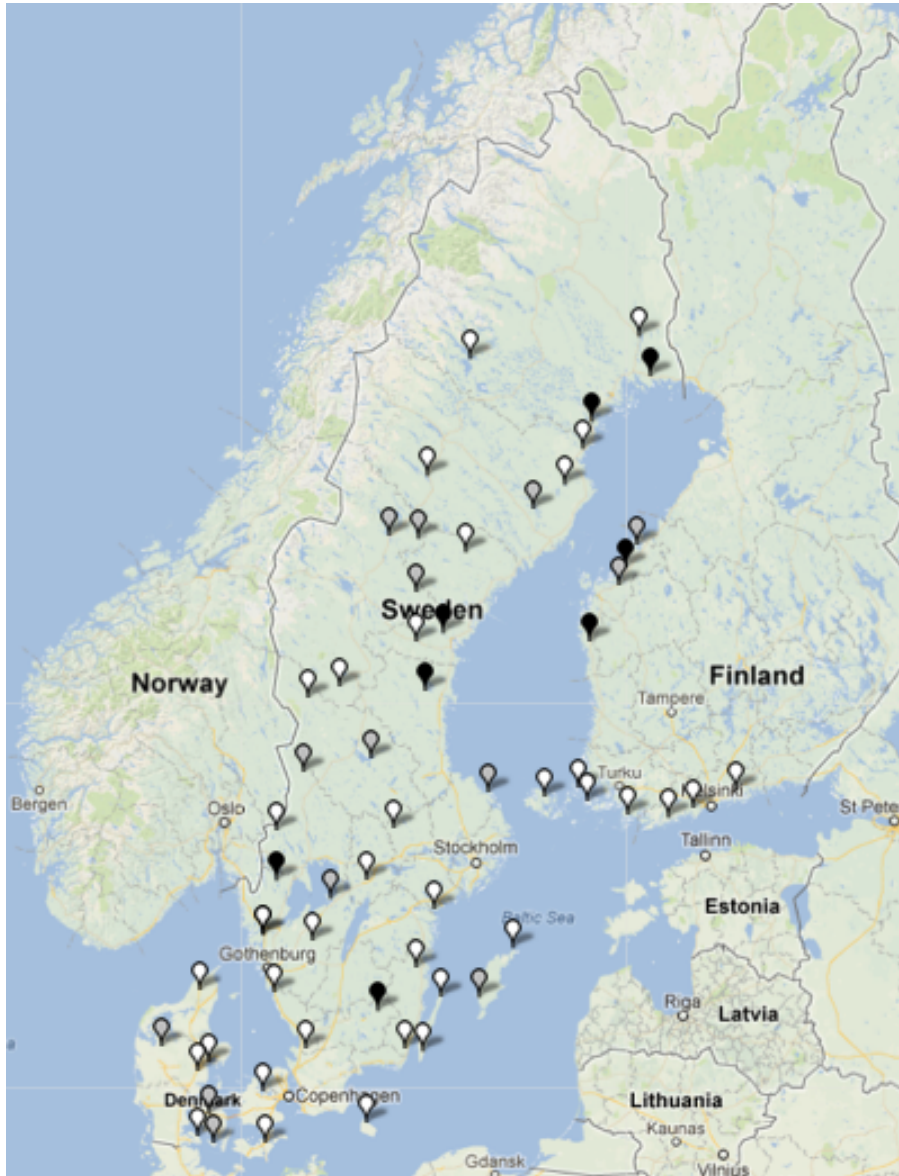 Sweden
Norway
Finland
Tampere
Bergen
Oslo
Turku
Helsinki
St Pete
Stockholm
Tallinn
Baltic Sea
Estonia
Gothenburg
Riga
Latvia
Denmark
Copenhagen
Lithuania
Kaunas
Gdansk
Vilnius